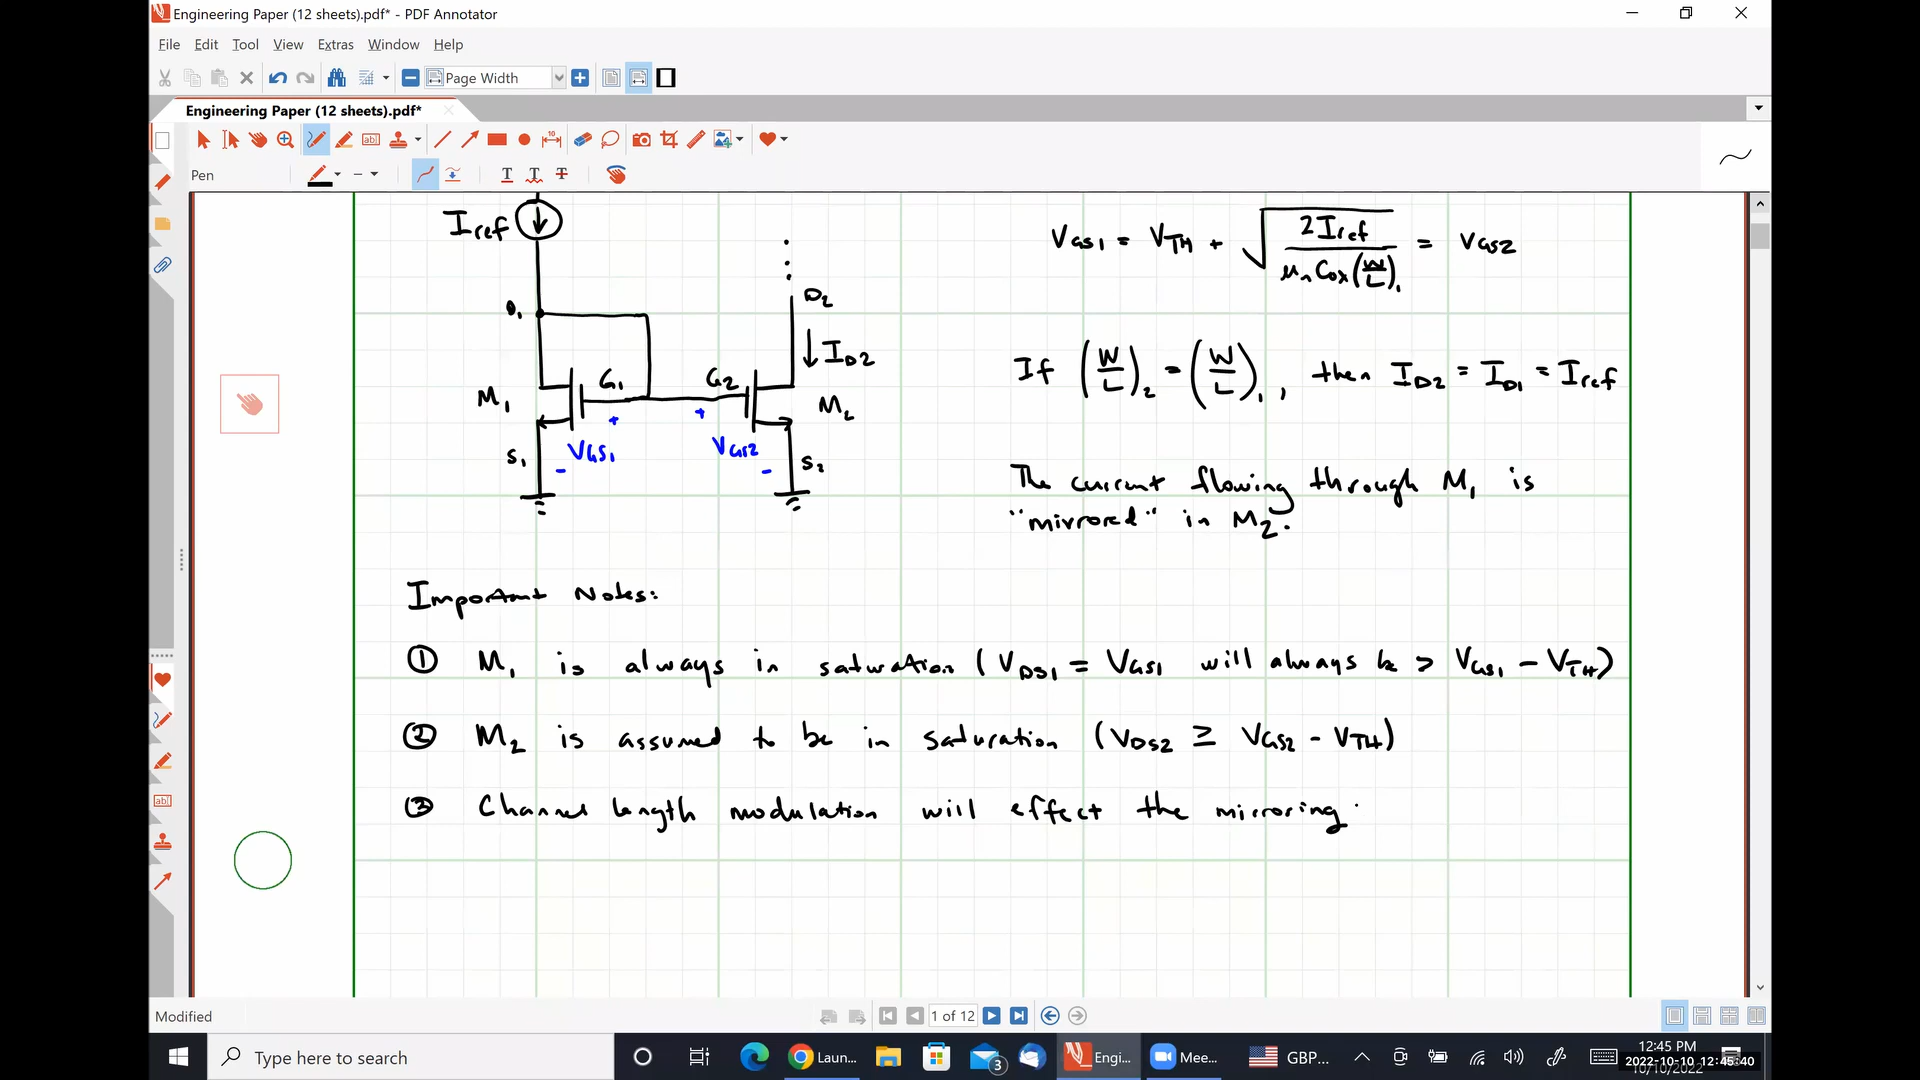 Engineering Paper (12 sheets).pdf* - PDF Annotator
File Edit Tool View Extras Window Help
Page Width
Engineering Paper (12 sheets).pdf*
Pen
Iref
VGS1 = VTH + √(2Iref / μnCox(W/L)1) = VGS2
D1
D2
ID2
If (W/L)2 = (W/L)1, then ID2 = ID1 = Iref
M1 G1 G2 M2
+ +
S1 VGS1 VGS2 S2
- -
The current flowing through M1 is
"mirrored" in M2.
Important Notes:
① M1 is always in saturation (VDS1 = VGS1 will always be > VGS1 - VTH)
② M2 is assumed to be in saturation (VDS2 ≥ VGS2 - VTH)
③ Channel length modulation will effect the mirroring.
Modified
1 of 12
Type here to search
Laun...
3
Engi...
Mee...
GBP...
12:45 PM
2022-10-10 12:45:40
10/10/2022